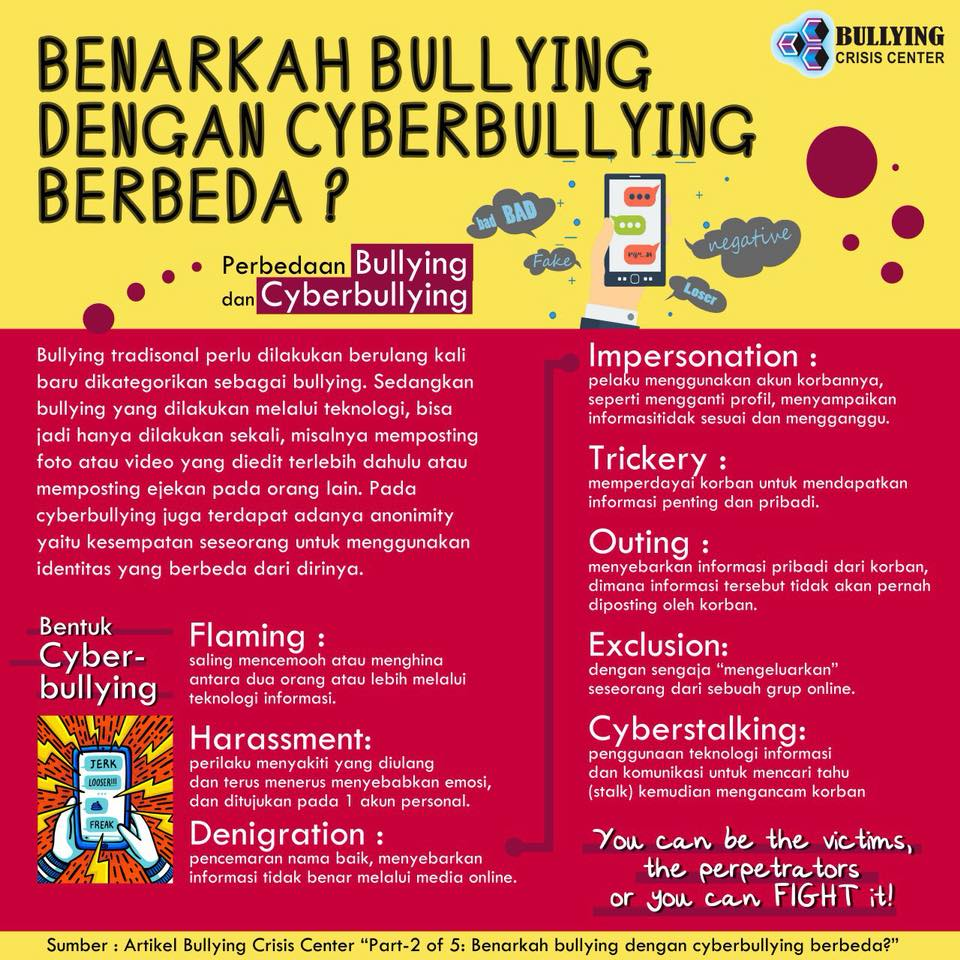 BULLYING
CRISIS CENTER
BENARKAH BULLYING
DENGAN CYBERBULLYING
BERBEDA ?
bad BAD
Fake
negative
Loser
Perbedaan Bullying
dan Cyberbullying
Bullying tradisonal perlu dilakukan berulang kali
baru dikategorikan sebagai bullying. Sedangkan
bullying yang dilakukan melalui teknologi, bisa
jadi hanya dilakukan sekali, misalnya memposting
foto atau video yang diedit terlebih dahulu atau
memposting ejekan pada orang lain. Pada
cyberbullying juga terdapat adanya anonimity
yaitu kesempatan seseorang untuk menggunakan
identitas yang berbeda dari dirinya.
Bentuk
Cyber-
bullying
JERK
LOOSER!!!
FREAK
Flaming :
saling mencemooh atau menghina
antara dua orang atau lebih melalui
teknologi informasi.
Harassment:
perilaku menyakiti yang diulang
dan terus menerus menyebabkan emosi,
dan ditujukan pada 1 akun personal.
Denigration :
pencemaran nama baik, menyebarkan
informasi tidak benar melalui media online.
Impersonation :
pelaku menggunakan akun korbannya,
seperti mengganti profil, menyampaikan
informasitidak sesuai dan mengganggu.
Trickery :
memperdayai korban untuk mendapatkan
informasi penting dan pribadi.
Outing :
menyebarkan informasi pribadi dari korban,
dimana informasi tersebut tidak akan pernah
diposting oleh korban.
Exclusion:
dengan sengaja “mengeluarkan”
seseorang dari sebuah grup online.
Cyberstalking:
penggunaan teknologi informasi
dan komunikasi untuk mencari tahu
(stalk) kemudian mengancam korban
You can be the victims,
the perpetrators
or you can FIGHT it!
Sumber : Artikel Bullying Crisis Center “Part-2 of 5: Benarkah bullying dengan cyberbullying berbeda?”